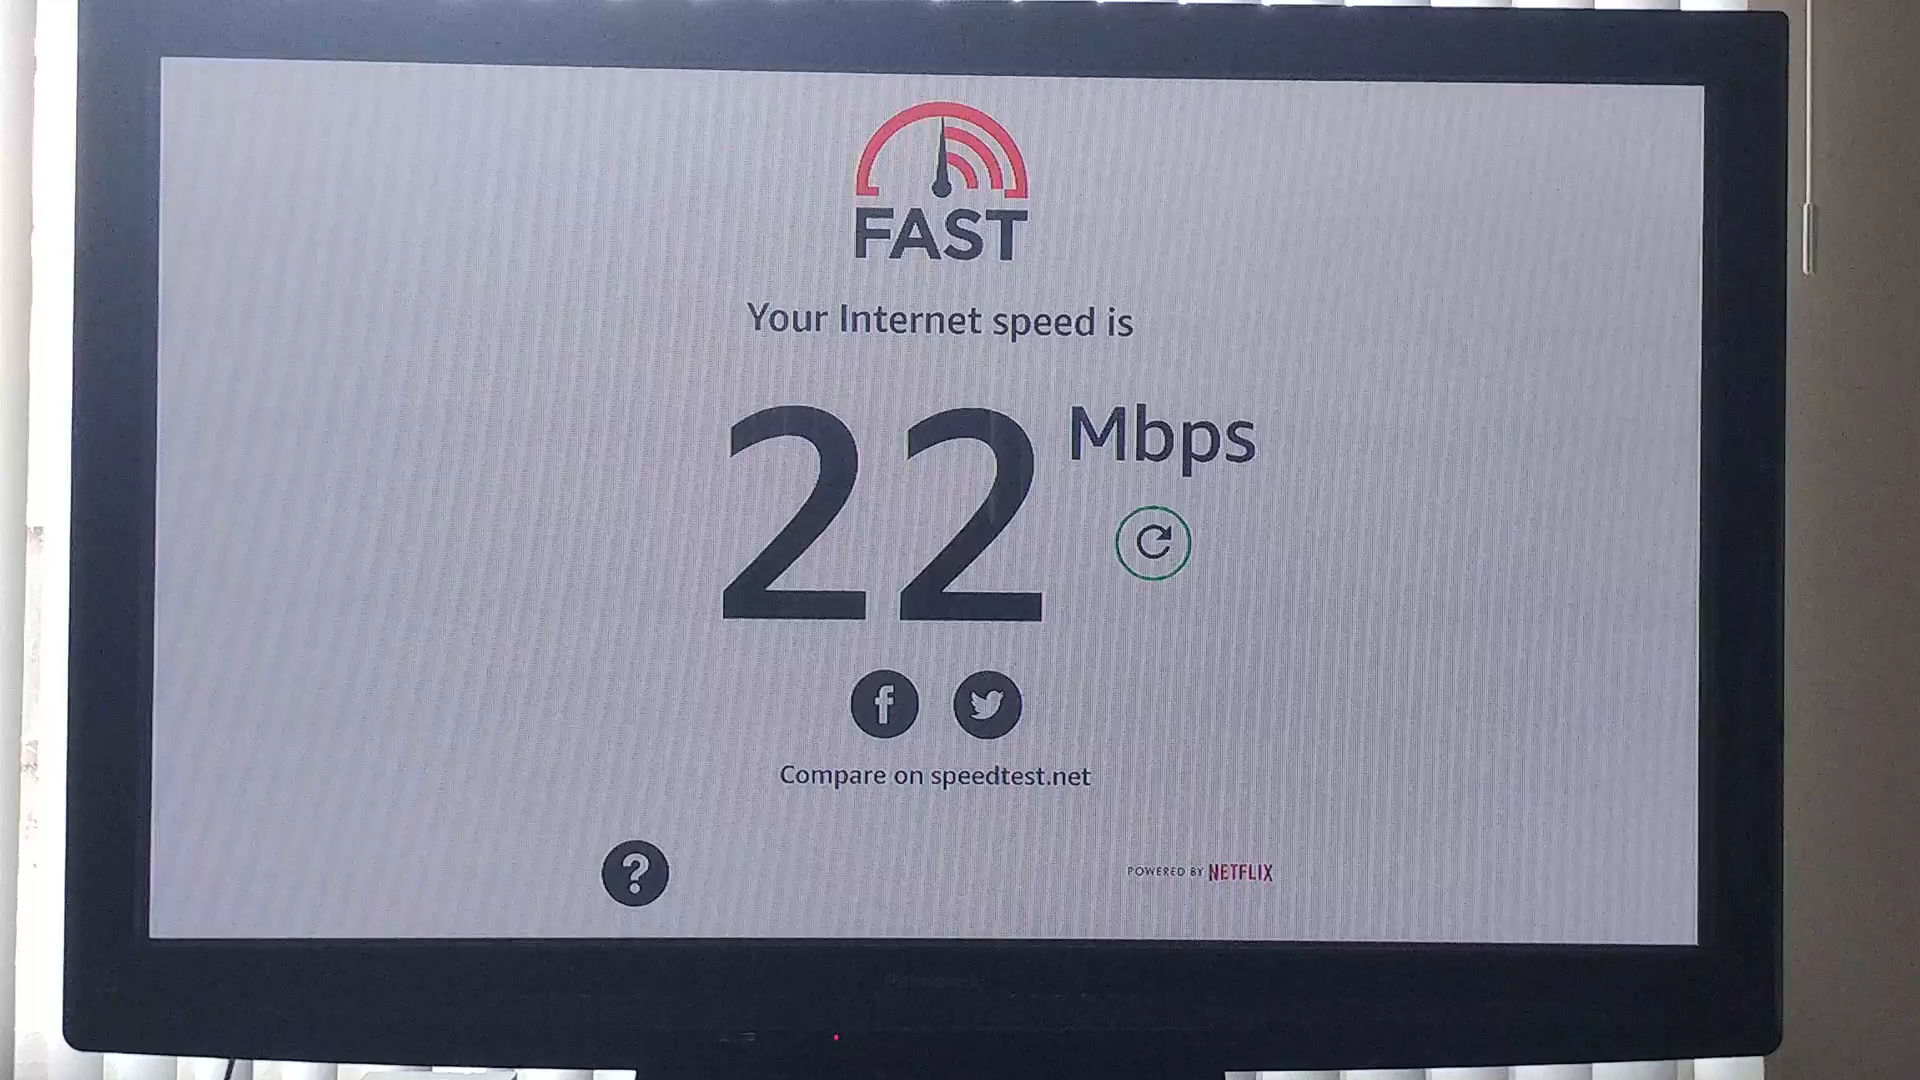 FAST
Your Internet speed is
22 Mbps
Compare on speedtest.net
POWERED BY NETFLIX